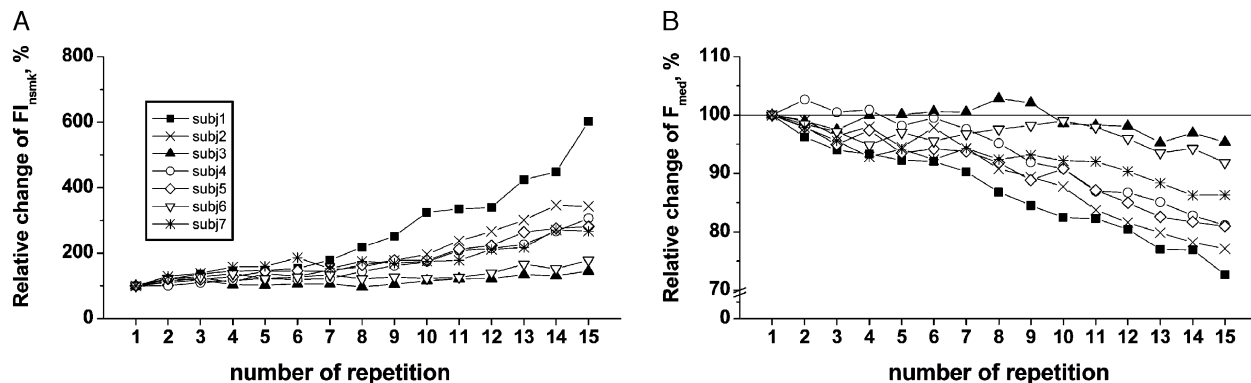 A
Relative change of FI_nsmk, %
800
600
400
200
0
subj1
subj2
subj3
subj4
subj5
subj6
subj7
1 2 3 4 5 6 7 8 9 10 11 12 13 14 15
number of repetition
B
Relative change of F_med, %
110
100
90
80
70
0
1 2 3 4 5 6 7 8 9 10 11 12 13 14 15
number of repetition